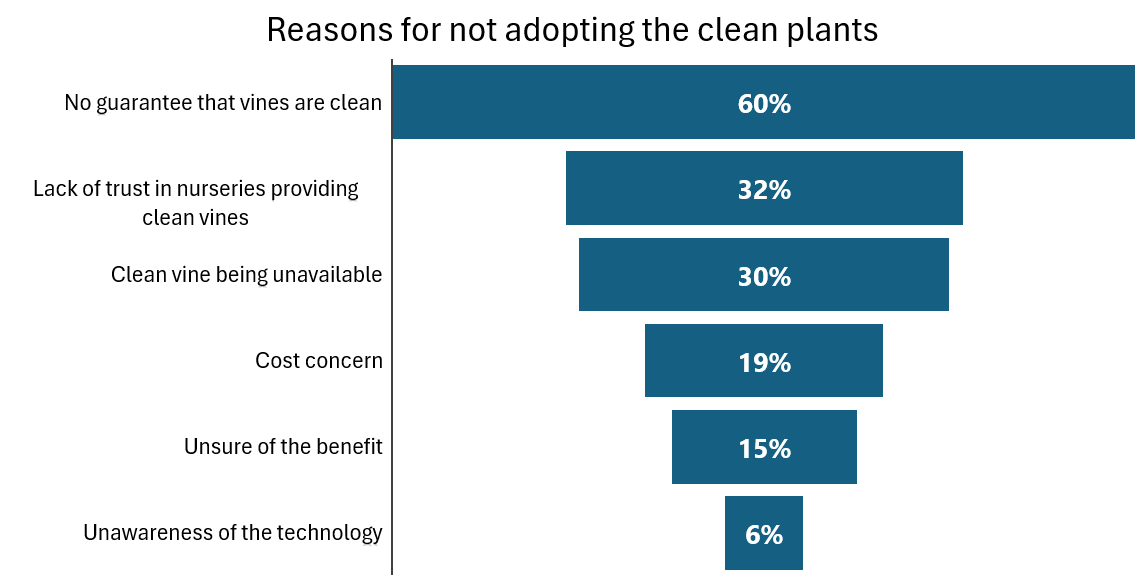 Reasons for not adopting the clean plants
No guarantee that vines are clean
60%
Lack of trust in nurseries providing
clean vines
32%
Clean vine being unavailable
30%
Cost concern
19%
Unsure of the benefit
15%
Unawareness of the technology
6%